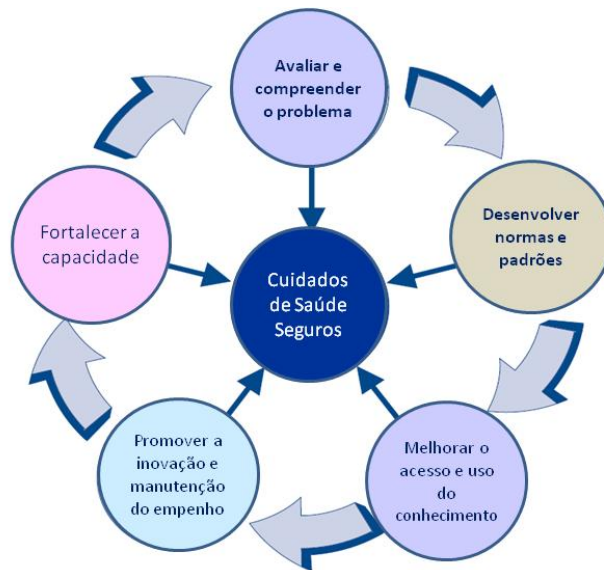 Avaliar e
compreender
o problema
Desenvolver
normas e
padrões
Melhorar o
acesso e uso
do
conhecimento
Promover a
inovação e
manutenção
do empenho
Fortalecer a
capacidade
Cuidados
de Saúde
Seguros